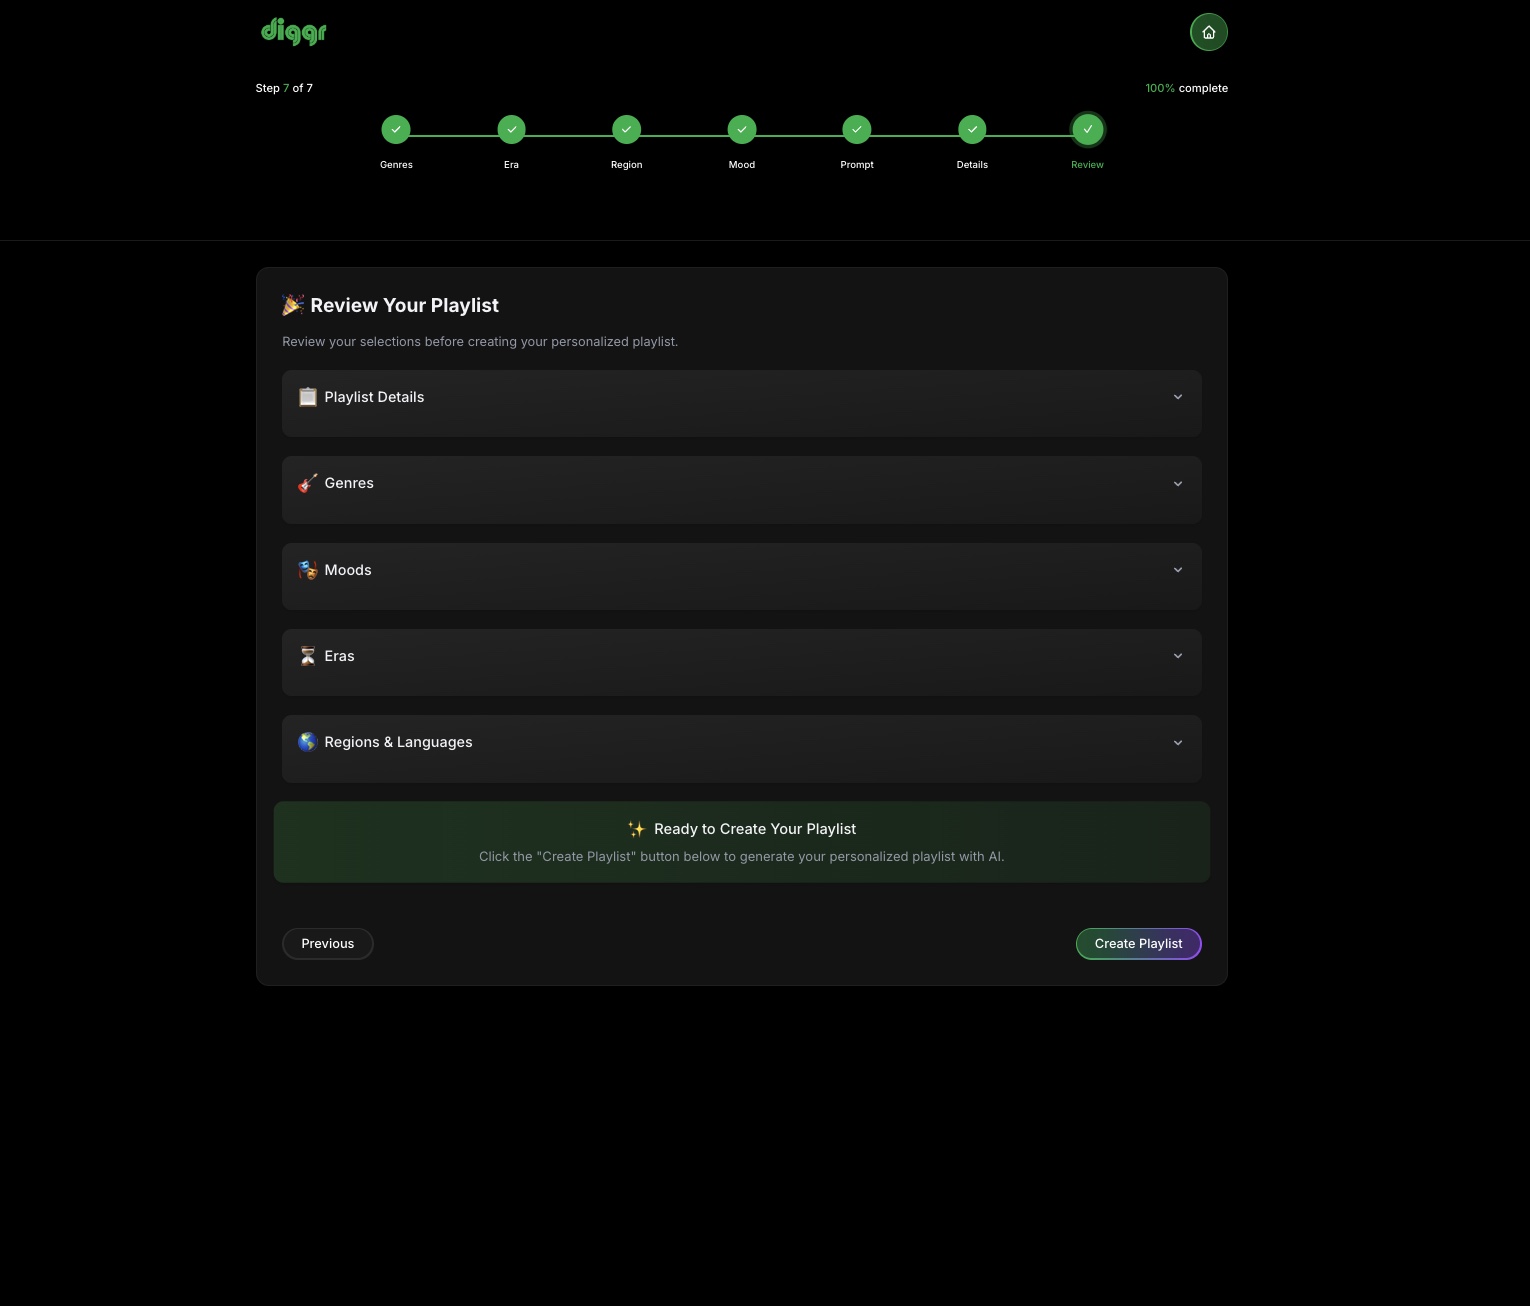 diggr
Step 7 of 7
100% complete
Genres
Era
Region
Mood
Prompt
Details
Review
Review Your Playlist
Review your selections before creating your personalized playlist.
Playlist Details
Genres
Moods
Eras
Regions & Languages
Ready to Create Your Playlist
Click the "Create Playlist" button below to generate your personalized playlist with AI.
Previous
Create Playlist